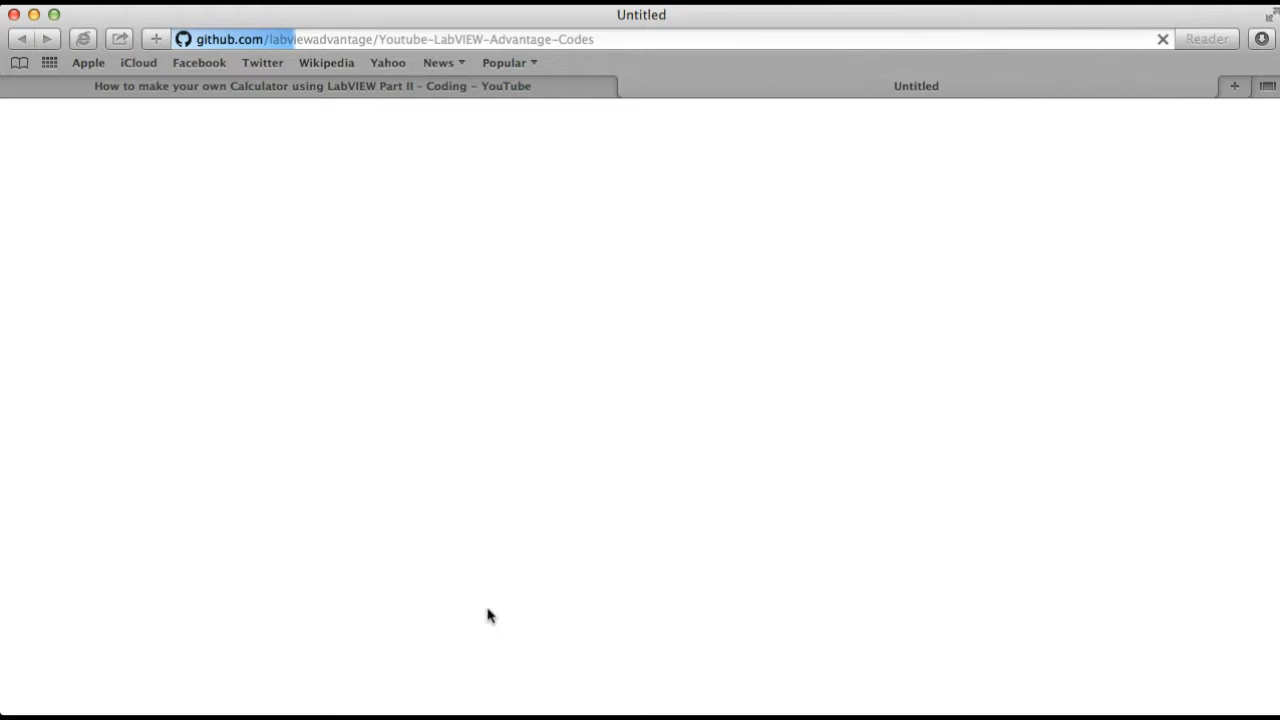 Untitled
github.com/labviewadvantage/Youtube-LabVIEW-Advantage-Codes
Reader
Apple iCloud Facebook Twitter Wikipedia Yahoo News Popular
How to make your own Calculator using LabVIEW Part II - Coding - YouTube
Untitled